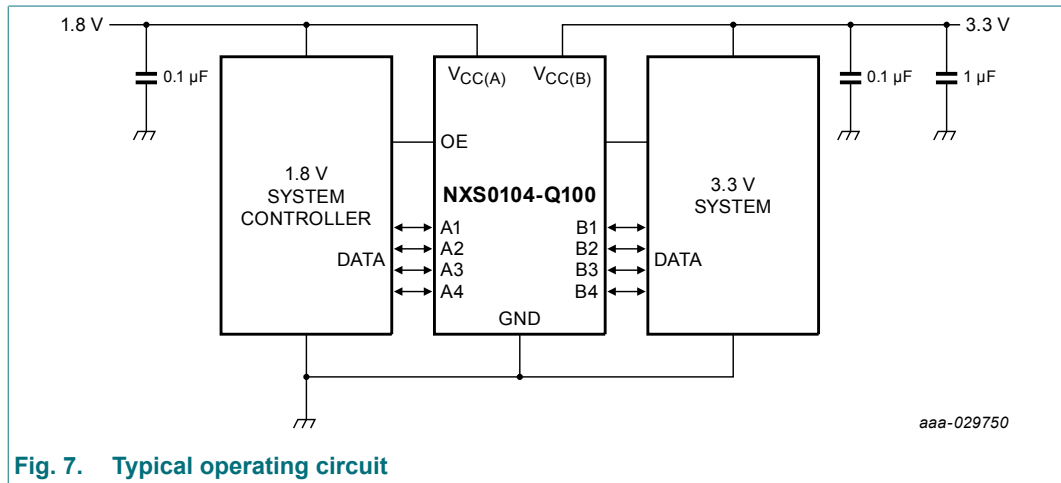 1.8 V
3.3 V
0.1 μF
VCC(A)
VCC(B)
0.1 μF
1 μF
OE
1.8 V
SYSTEM
CONTROLLER
NXS0104-Q100
3.3 V
SYSTEM
DATA
A1
A2
A3
A4
B1
B2
B3
B4
DATA
GND
aaa-029750
Fig. 7. Typical operating circuit